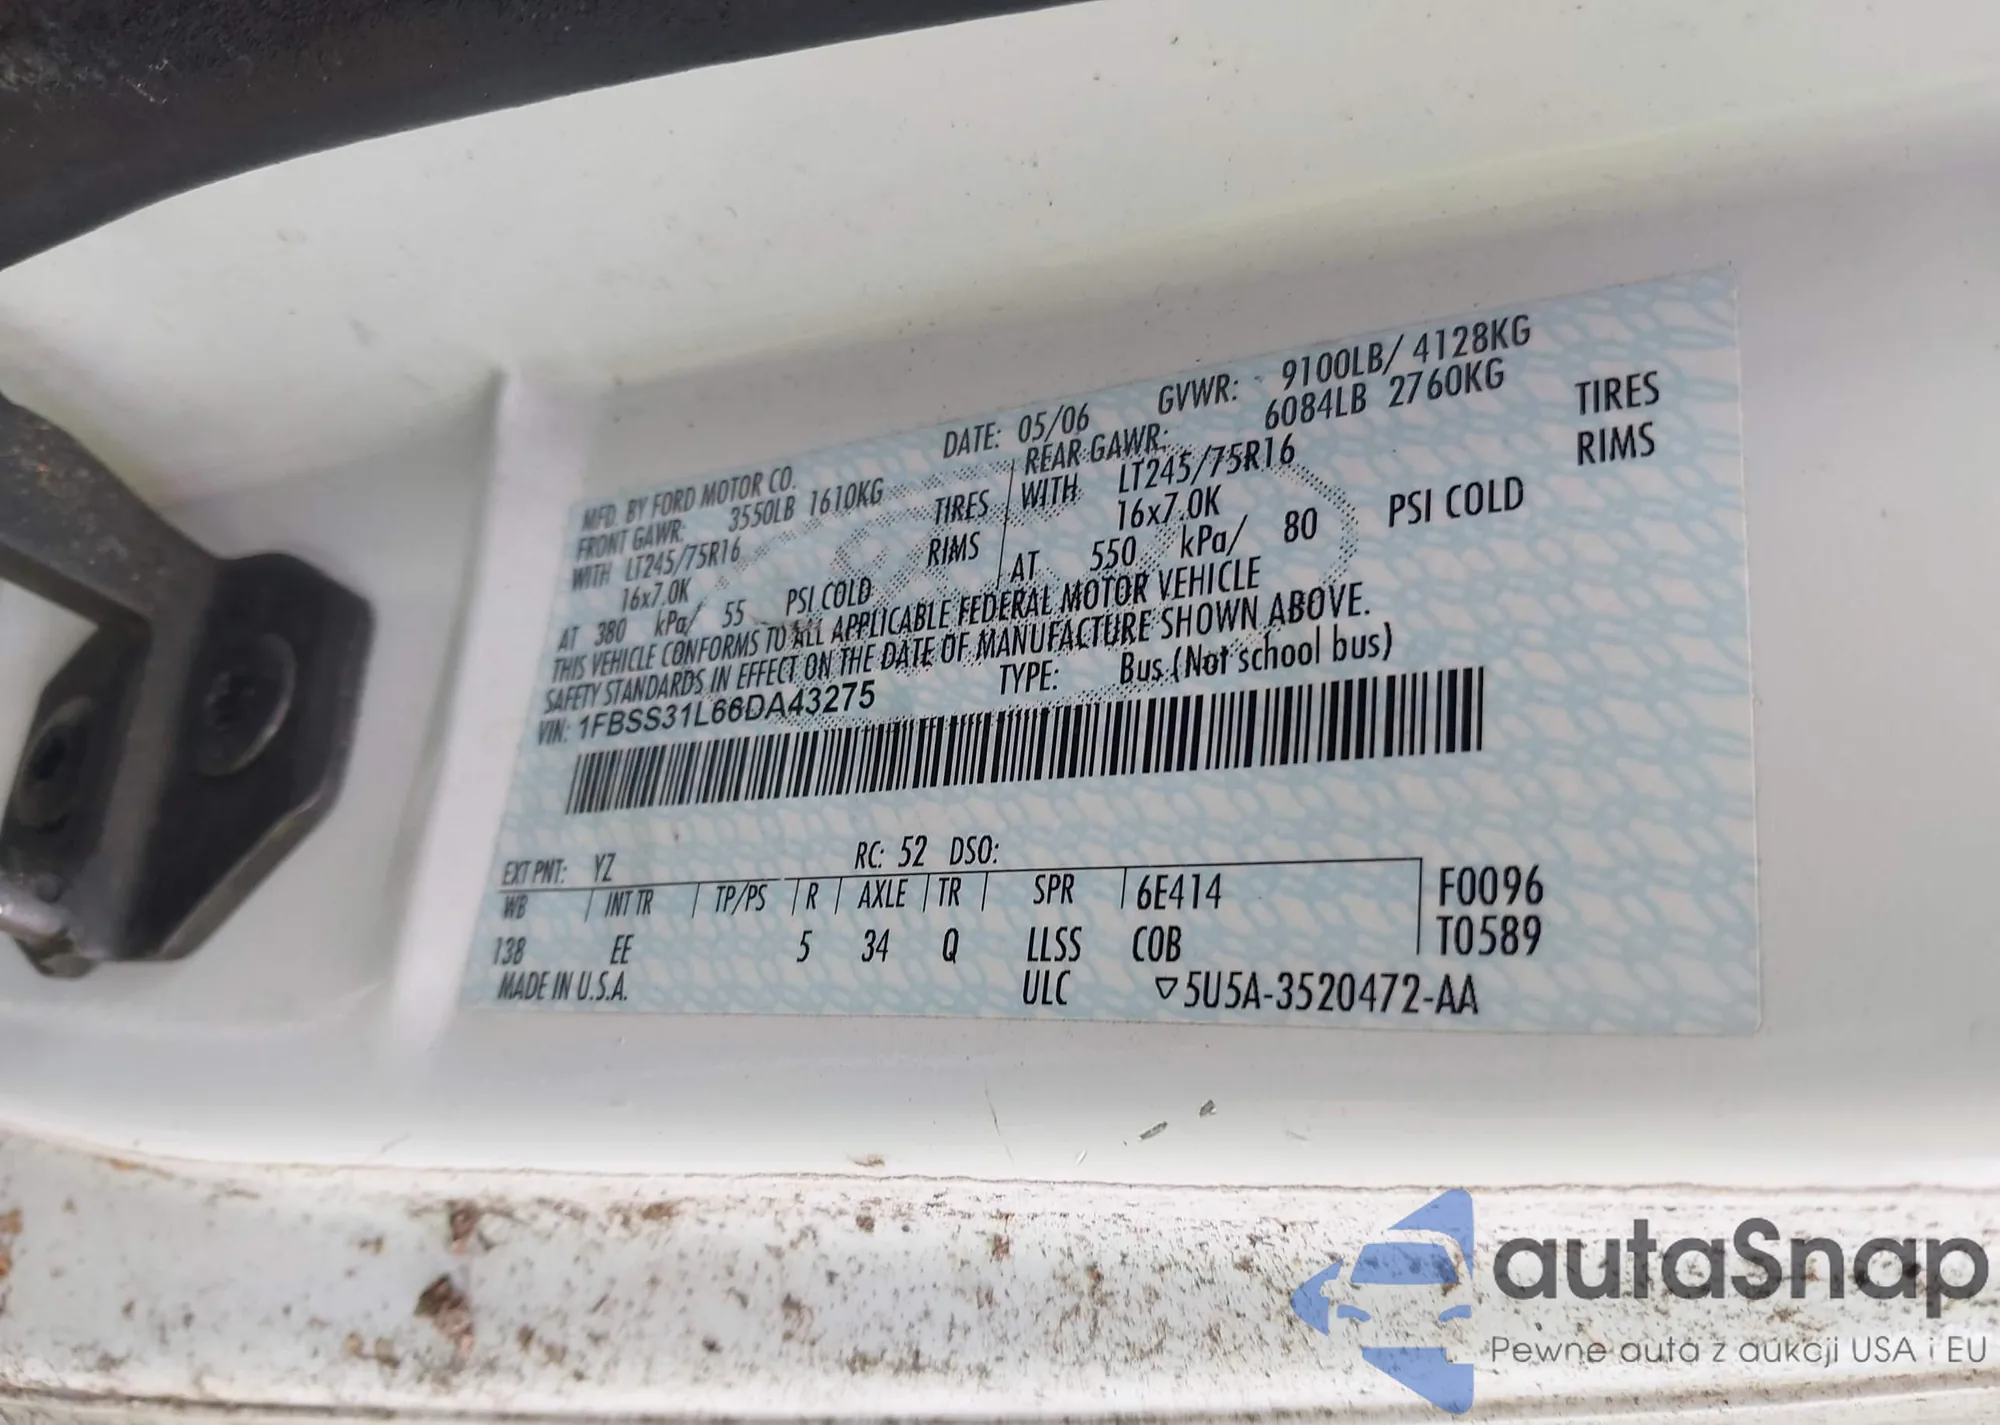 MFD. BY FORD MOTOR CO. DATE: 05/06 GVWR: 9100LB/ 4128KG
FRONT GAWR: 3550LB 1610KG REAR GAWR: 6084LB 2760KG
WITH LT245/75R16 TIRES WITH LT245/75R16 TIRES
16x7.0K RIMS 16x7.0K RIMS
AT 380 kPa/ 55 PSI COLD AT 550 kPa/ 80 PSI COLD
THIS VEHICLE CONFORMS TO ALL APPLICABLE FEDERAL MOTOR VEHICLE
SAFETY STANDARDS IN EFFECT ON THE DATE OF MANUFACTURE SHOWN ABOVE.
VIN: 1FBSS31L66DA43275 TYPE: Bus (Not school bus)
EXT PNT: YZ RC: 52 DSO:
WB INT TR TP/PS R AXLE TR SPR 6E414 F0096
138 EE 5 34 Q LLSS COB T0589
MADE IN U.S.A. ULC ▽5U5A-3520472-AA
autaSnap
Pewne auta z aukcji USA i EU